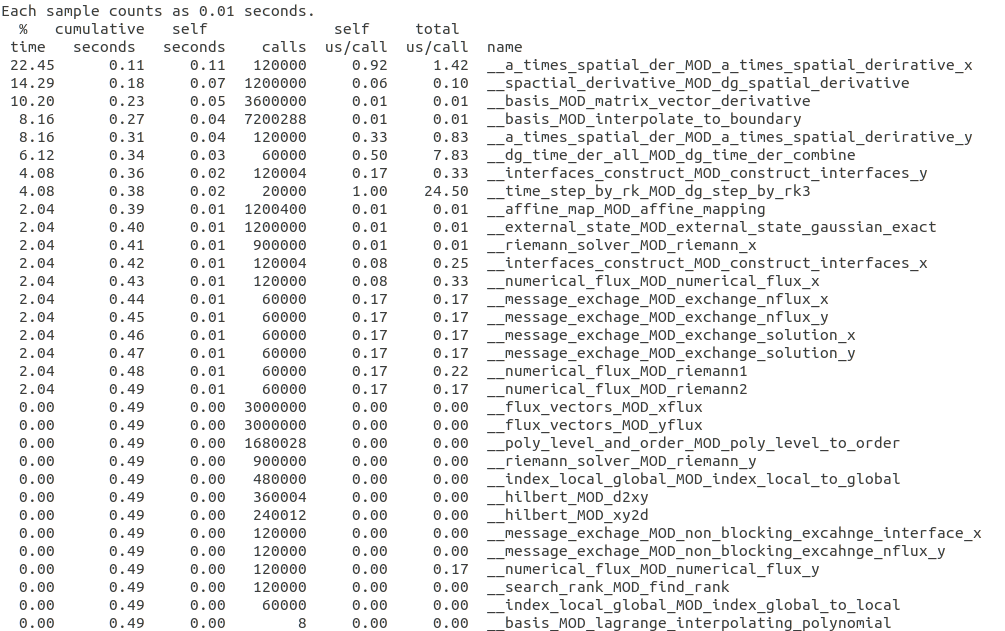 Each sample counts as 0.01 seconds.
  %   cumulative   self              self     total
 time   seconds   seconds    calls  us/call  us/call  name
22.45      0.11     0.11   120000     0.92     1.42  __a_times_spatial_der_MOD_a_times_spatial_derirative_x
14.29      0.18     0.07  1200000     0.06     0.10  __spactial_derivative_MOD_dg_spatial_derivative
10.20      0.23     0.05  3600000     0.01     0.01  __basis_MOD_matrix_vector_derivative
 8.16      0.27     0.04  7200288     0.01     0.01  __basis_MOD_interpolate_to_boundary
 8.16      0.31     0.04   120000     0.33     0.83  __a_times_spatial_der_MOD_a_times_spatial_derirative_y
 6.12      0.34     0.03    60000     0.50     7.83  __dg_time_der_all_MOD_dg_time_der_combine
 4.08      0.36     0.02   120004     0.17     0.33  __interfaces_construct_MOD_construct_interfaces_y
 4.08      0.38     0.02    20000     1.00    24.50  __time_step_by_rk_MOD_dg_step_by_rk3
 2.04      0.39     0.01  1200400     0.01     0.01  __affine_map_MOD_affine_mapping
 2.04      0.40     0.01  1200000     0.01     0.01  __external_state_MOD_external_state_gaussian_exact
 2.04      0.41     0.01   900000     0.01     0.01  __riemann_solver_MOD_riemann_x
 2.04      0.42     0.01   120004     0.08     0.25  __interfaces_construct_MOD_construct_interfaces_x
 2.04      0.43     0.01   120000     0.08     0.33  __numerical_flux_MOD_numerical_flux_x
 2.04      0.44     0.01    60000     0.17     0.17  __message_exchage_MOD_exchange_nflux_x
 2.04      0.45     0.01    60000     0.17     0.17  __message_exchage_MOD_exchange_nflux_y
 2.04      0.46     0.01    60000     0.17     0.17  __message_exchage_MOD_exchange_solution_x
 2.04      0.47     0.01    60000     0.17     0.17  __message_exchage_MOD_exchange_solution_y
 2.04      0.48     0.01    60000     0.17     0.22  __numerical_flux_MOD_riemann1
 2.04      0.49     0.01    60000     0.17     0.17  __numerical_flux_MOD_riemann2
 0.00      0.49     0.00  3000000     0.00     0.00  __flux_vectors_MOD_xflux
 0.00      0.49     0.00  3000000     0.00     0.00  __flux_vectors_MOD_yflux
 0.00      0.49     0.00  1680028     0.00     0.00  __poly_level_and_order_MOD_poly_level_to_order
 0.00      0.49     0.00   900000     0.00     0.00  __riemann_solver_MOD_riemann_y
 0.00      0.49     0.00   480000     0.00     0.00  __index_local_global_MOD_index_local_to_global
 0.00      0.49     0.00   360004     0.00     0.00  __hilbert_MOD_d2xy
 0.00      0.49     0.00   240012     0.00     0.00  __hilbert_MOD_xy2d
 0.00      0.49     0.00   120000     0.00     0.00  __message_exchage_MOD_non_blocking_excahnge_interface_x
 0.00      0.49     0.00   120000     0.00     0.00  __message_exchage_MOD_non_blocking_excahnge_nflux_y
 0.00      0.49     0.00   120000     0.00     0.17  __numerical_flux_MOD_numerical_flux_y
 0.00      0.49     0.00   120000     0.00     0.00  __search_rank_MOD_find_rank
 0.00      0.49     0.00    60000     0.00     0.00  __index_local_global_MOD_index_global_to_local
 0.00      0.49     0.00        8     0.00     0.00  __basis_MOD_lagrange_interpolating_polynomial